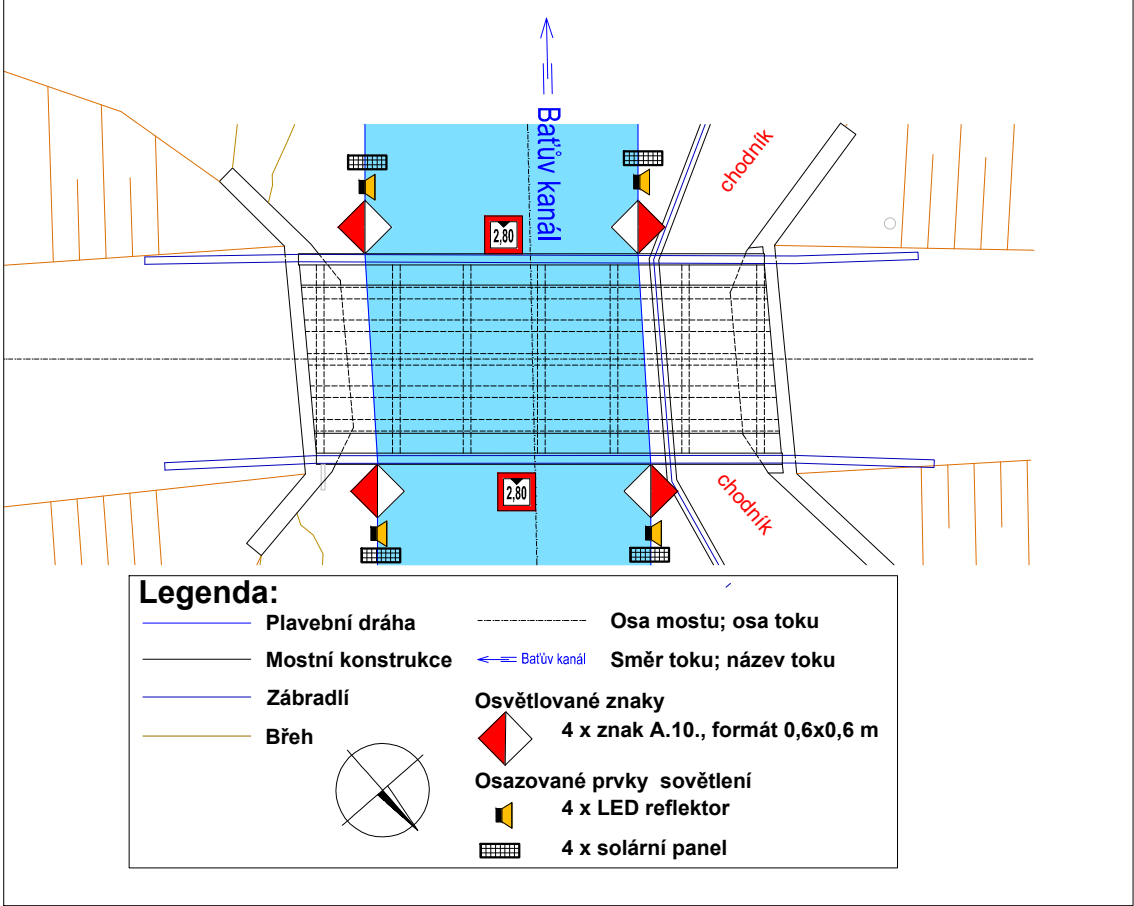 Baťův kanál
chodník
2,80
2,80
chodník
Legenda:
Plavební dráha
Osa mostu; osa toku
Mostní konstrukce
Baťův kanál
Směr toku; název toku
Zábradlí
Osvětlované znaky
4 x znak A.10., formát 0,6x0,6 m
Břeh
Osazované prvky sovětlení
4 x LED reflektor
4 x solární panel